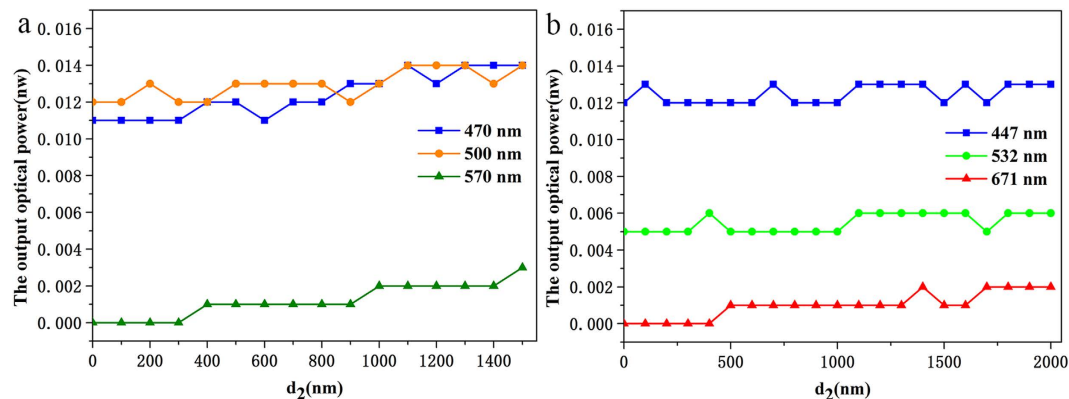 a
The output optical power(nw)
0.016
0.014
0.012
0.010
0.008
0.006
0.004
0.002
0.000
470 nm
500 nm
570 nm
0 200 400 600 800 1000 1200 1400
d2(nm)
b
The output optical power(nw)
0.016
0.014
0.012
0.010
0.008
0.006
0.004
0.002
0.000
447 nm
532 nm
671 nm
0 500 1000 1500 2000
d2(nm)